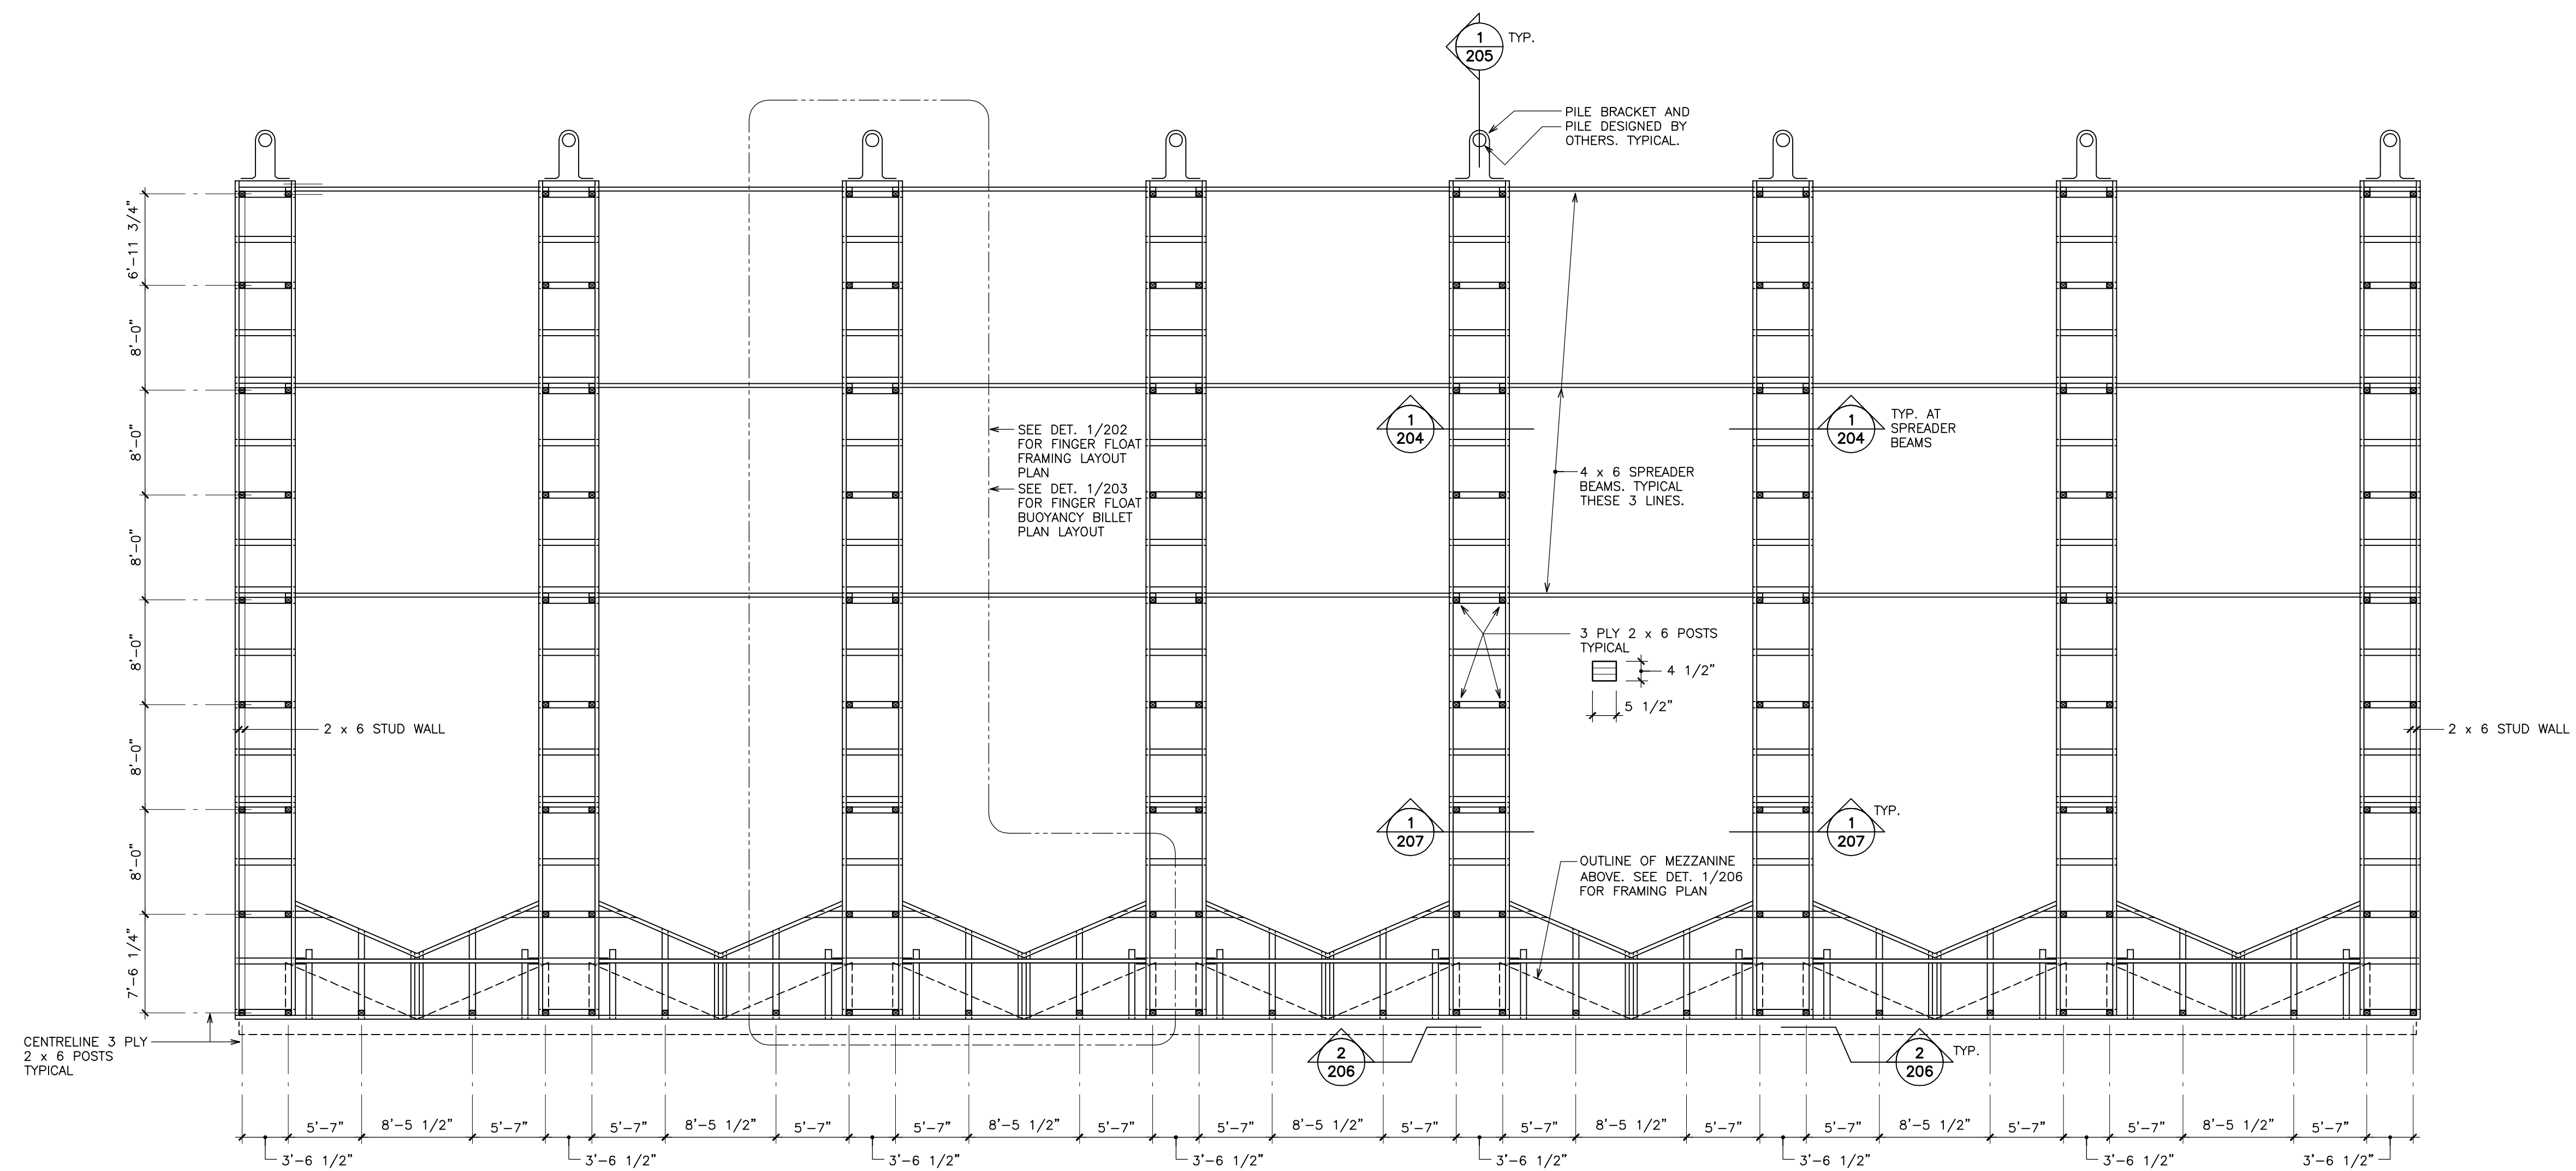 1
205
TYP.
PILE BRACKET AND
PILE DESIGNED BY
OTHERS. TYPICAL.
6'-11 3/4"
8'-0"
8'-0"
8'-0"
8'-0"
8'-0"
8'-0"
7'-6 1/4"
SEE DET. 1/202
FOR FINGER FLOAT
FRAMING LAYOUT
PLAN
SEE DET. 1/203
FOR FINGER FLOAT
BUOYANCY BILLET
PLAN LAYOUT
1
204
1
204
TYP. AT
SPREADER
BEAMS
4 x 6 SPREADER
BEAMS. TYPICAL
THESE 3 LINES.
3 PLY 2 x 6 POSTS
TYPICAL
4 1/2"
5 1/2"
2 x 6 STUD WALL
2 x 6 STUD WALL
1
207
1
207
TYP.
OUTLINE OF MEZZANINE
ABOVE. SEE DET. 1/206
FOR FRAMING PLAN
CENTRELINE 3 PLY
2 x 6 POSTS
TYPICAL
2
206
2
206
TYP.
5'-7" 8'-5 1/2" 5'-7" 5'-7" 8'-5 1/2" 5'-7" 5'-7" 8'-5 1/2" 5'-7" 5'-7" 8'-5 1/2" 5'-7" 5'-7" 8'-5 1/2" 5'-7" 5'-7" 8'-5 1/2" 5'-7" 5'-7" 8'-5 1/2" 5'-7"
3'-6 1/2" 3'-6 1/2" 3'-6 1/2" 3'-6 1/2" 3'-6 1/2" 3'-6 1/2" 3'-6 1/2" 3'-6 1/2"